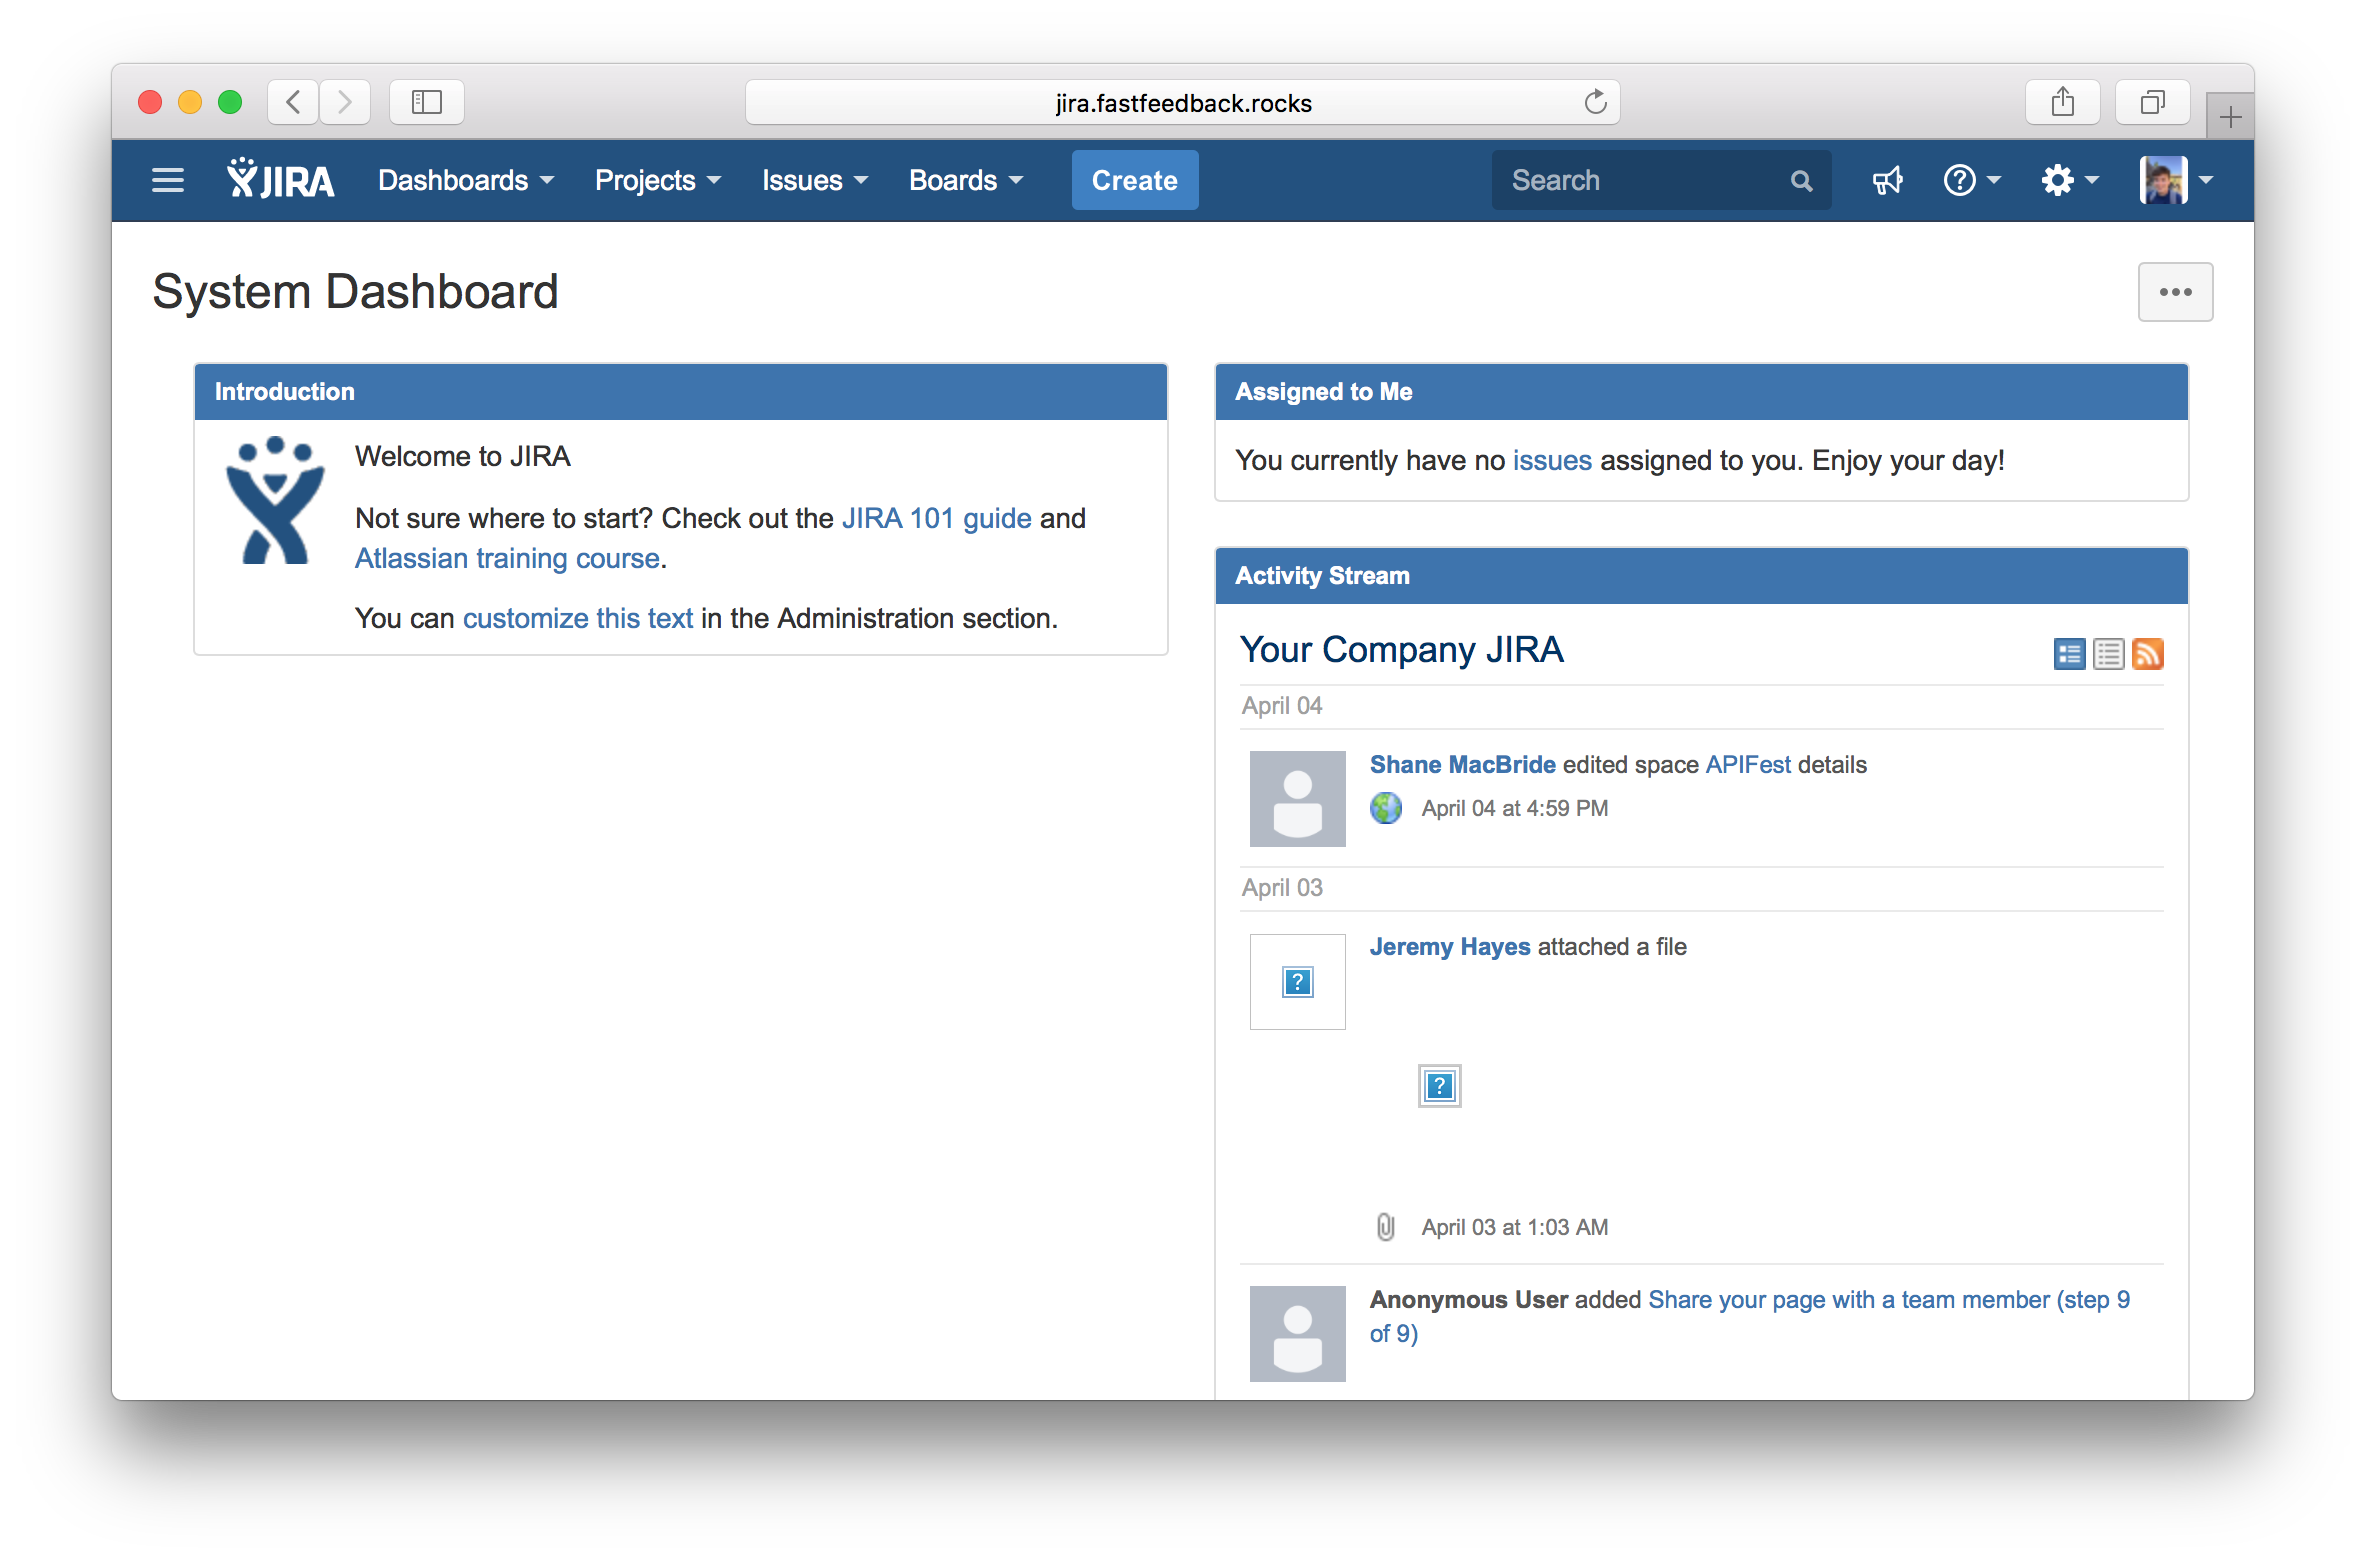 jira.fastfeedback.rocks
JIRA Dashboards Projects Issues Boards Create Search
System Dashboard
Introduction
Welcome to JIRA
Not sure where to start? Check out the JIRA 101 guide and
Atlassian training course.
You can customize this text in the Administration section.
Assigned to Me
You currently have no issues assigned to you. Enjoy your day!
Activity Stream
Your Company JIRA
April 04
Shane MacBride edited space APIFest details
April 04 at 4:59 PM
April 03
Jeremy Hayes attached a file
April 03 at 1:03 AM
Anonymous User added Share your page with a team member (step 9
of 9)